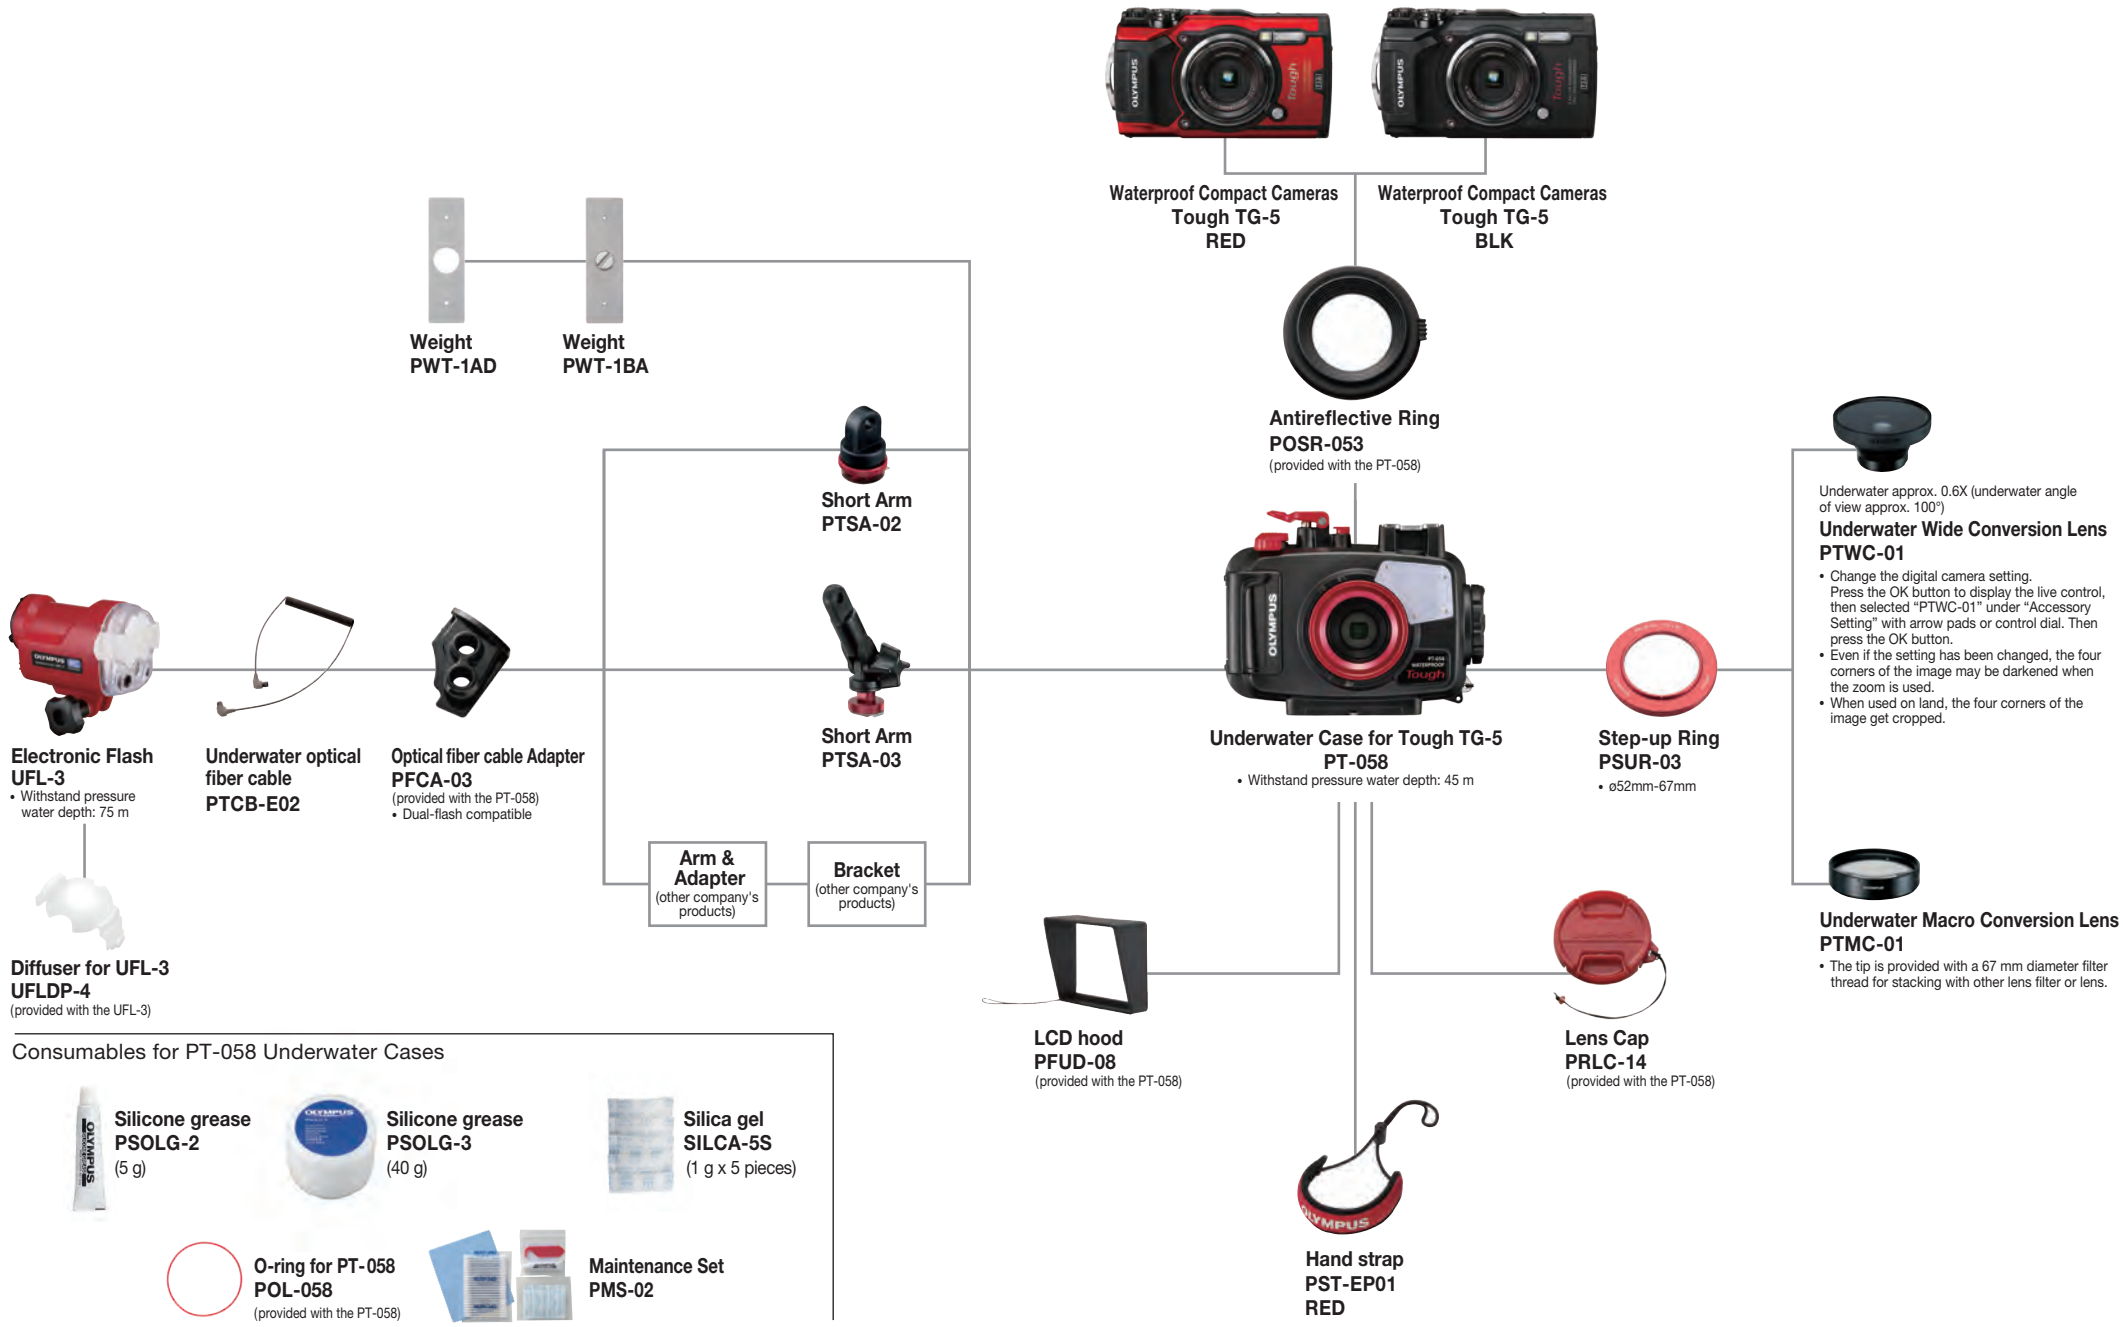 OLYMPUS
Tough
OLYMPUS
Tough
Waterproof Compact Cameras
Tough TG-5
RED
Waterproof Compact Cameras
Tough TG-5
BLK
Weight
PWT-1AD
Weight
PWT-1BA
Antireflective Ring
POSR-053
(provided with the PT-058)
Short Arm
PTSA-02
Underwater approx. 0.6X (underwater angle
of view approx. 100°)
Underwater Wide Conversion Lens
PTWC-01
• Change the digital camera setting.
Press the OK button to display the live control,
then selected “PTWC-01” under “Accessory
Setting” with arrow pads or control dial. Then
press the OK button.
• Even if the setting has been changed, the four
corners of the image may be darkened when
the zoom is used.
• When used on land, the four corners of the
image get cropped.
OLYMPUS
OLYMPUS
PT-058
WATERPROOF
Tough
Electronic Flash
UFL-3
• Withstand pressure
water depth: 75 m
Underwater optical
fiber cable
PTCB-E02
Optical fiber cable Adapter
PFCA-03
(provided with the PT-058)
• Dual-flash compatible
Short Arm
PTSA-03
Underwater Case for Tough TG-5
PT-058
• Withstand pressure water depth: 45 m
Step-up Ring
PSUR-03
• ø52mm-67mm
Arm &
Adapter
(other company's
products)
Bracket
(other company's
products)
OLYMPUS
Underwater Macro Conversion Lens
PTMC-01
• The tip is provided with a 67 mm diameter filter
thread for stacking with other lens filter or lens.
Diffuser for UFL-3
UFLDP-4
(provided with the UFL-3)
LCD hood
PFUD-08
(provided with the PT-058)
Lens Cap
PRLC-14
(provided with the PT-058)
OLYMPUS
Hand strap
PST-EP01
RED
Consumables for PT-058 Underwater Cases
OLYMPUS
Silicone grease
PSOLG-2
(5 g)
OLYMPUS
Silicone grease
PSOLG-3
(40 g)
Silica gel
SILCA-5S
(1 g x 5 pieces)
O-ring for PT-058
POL-058
(provided with the PT-058)
Maintenance Set
PMS-02